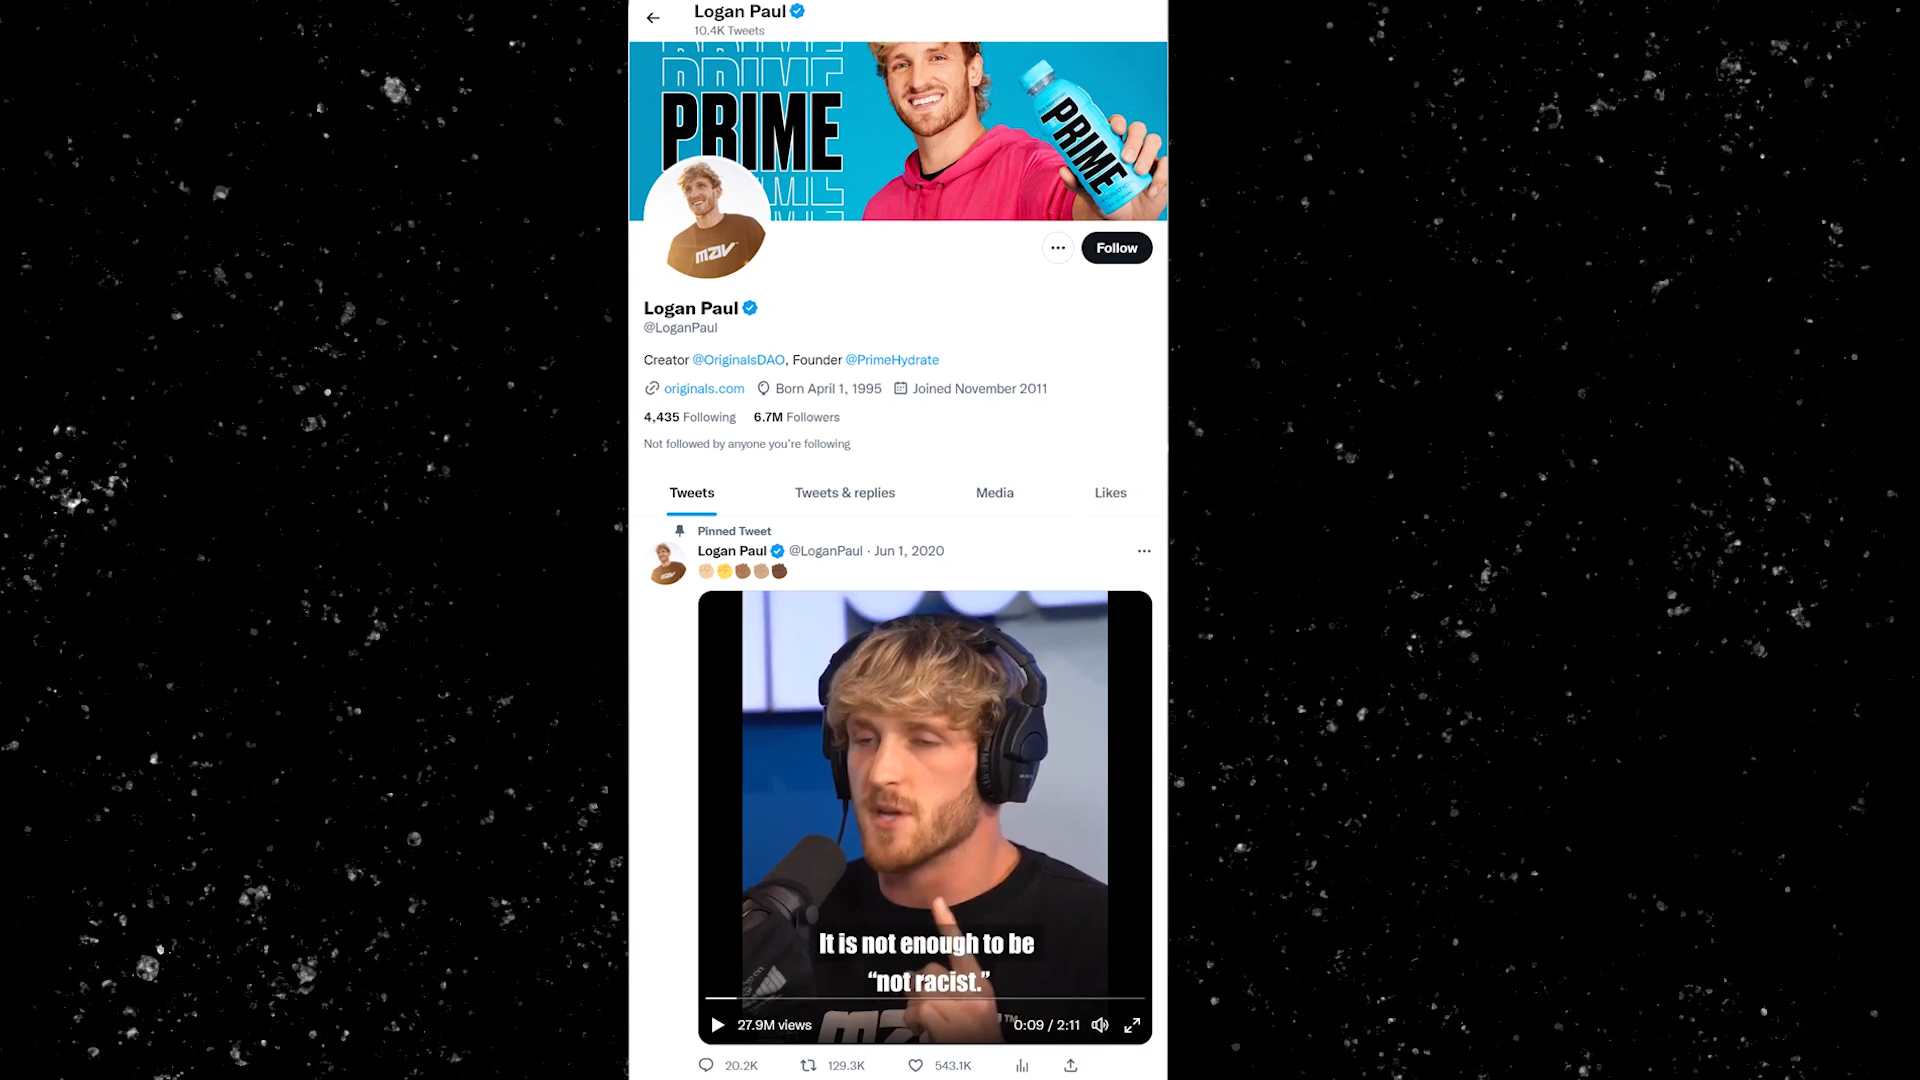 Logan Paul
10.4K Tweets
PRIME
PRIME
PRIME
PRIME
mav
Follow
Logan Paul
@LoganPaul
Creator @OriginalsDAO, Founder @PrimeHydrate
originals.com Born April 1, 1995 Joined November 2011
4,435 Following 6.7M Followers
Not followed by anyone you're following
Tweets Tweets & replies Media Likes
Pinned Tweet
Logan Paul @LoganPaul · Jun 1, 2020
It is not enough to be
“not racist.”
27.9M views 0:09 / 2:11
20.2K 129.3K 543.1K